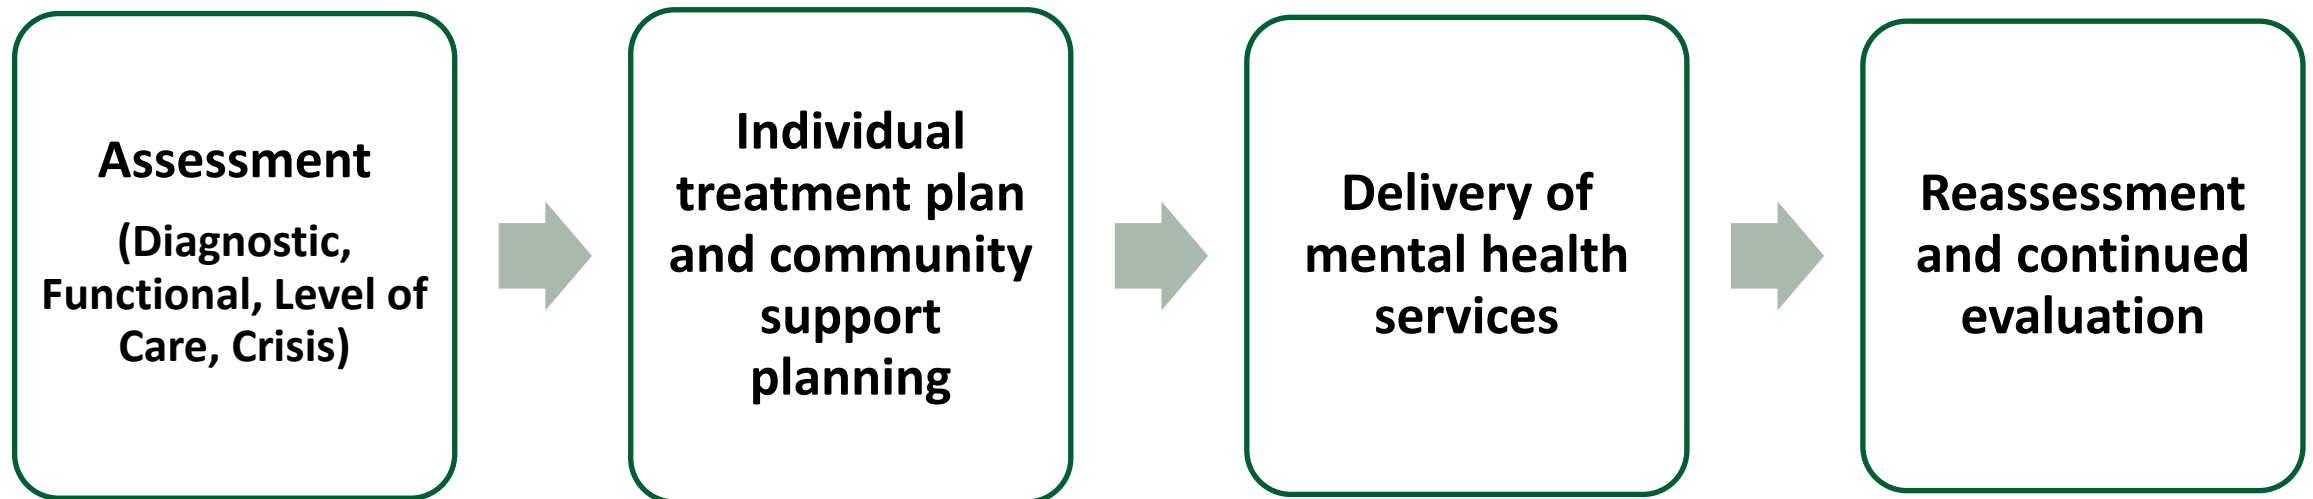 Assessment
(Diagnostic,
Functional, Level of
Care, Crisis)
Individual
treatment plan
and community
support
planning
Delivery of
mental health
services
Reassessment
and continued
evaluation